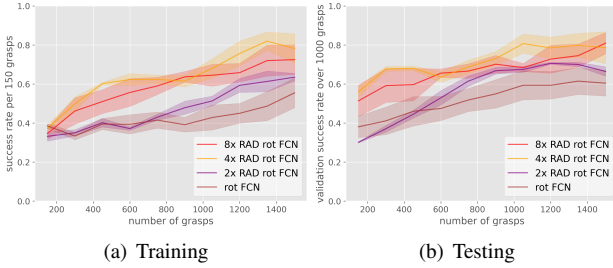 success rate per 150 grasps
1.0
0.8
0.6
0.4
0.2
0.0
8x RAD rot FCN
4x RAD rot FCN
2x RAD rot FCN
rot FCN
200 400 600 800 1000 1200 1400
number of grasps
(a) Training
validation success rate over 1000 grasps
1.0
0.8
0.6
0.4
0.2
0.0
8x RAD rot FCN
4x RAD rot FCN
2x RAD rot FCN
rot FCN
200 400 600 800 1000 1200 1400
number of grasps
(b) Testing